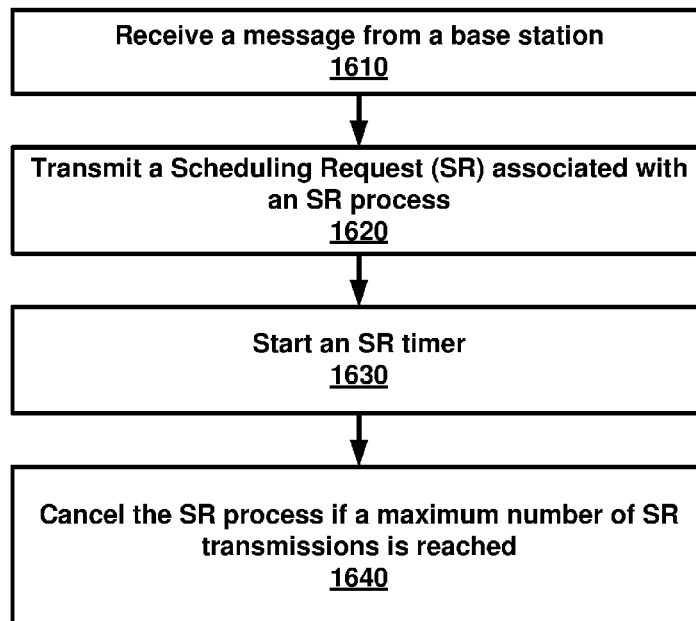 Receive a message from a base station
1610
Transmit a Scheduling Request (SR) associated with
an SR process
1620
Start an SR timer
1630
Cancel the SR process if a maximum number of SR
transmissions is reached
1640